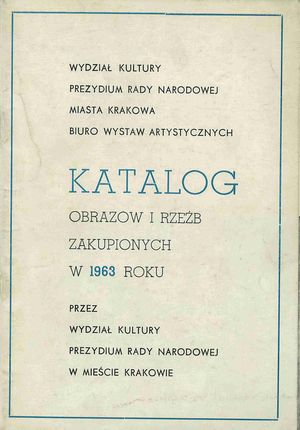 WYDZIAŁ KULTURY
PREZYDIUM RADY NARODOWEJ
MIASTA KRAKOWA
BIURO WYSTAW ARTYSTYCZNYCH
KATALOG
OBRAZOW I RZEŹB
ZAKUPIONYCH
W 1963 ROKU
PRZEZ
WYDZIAŁ KULTURY
PREZYDIUM RADY NARODOWEJ
W MIEŚCIE KRAKOWIE